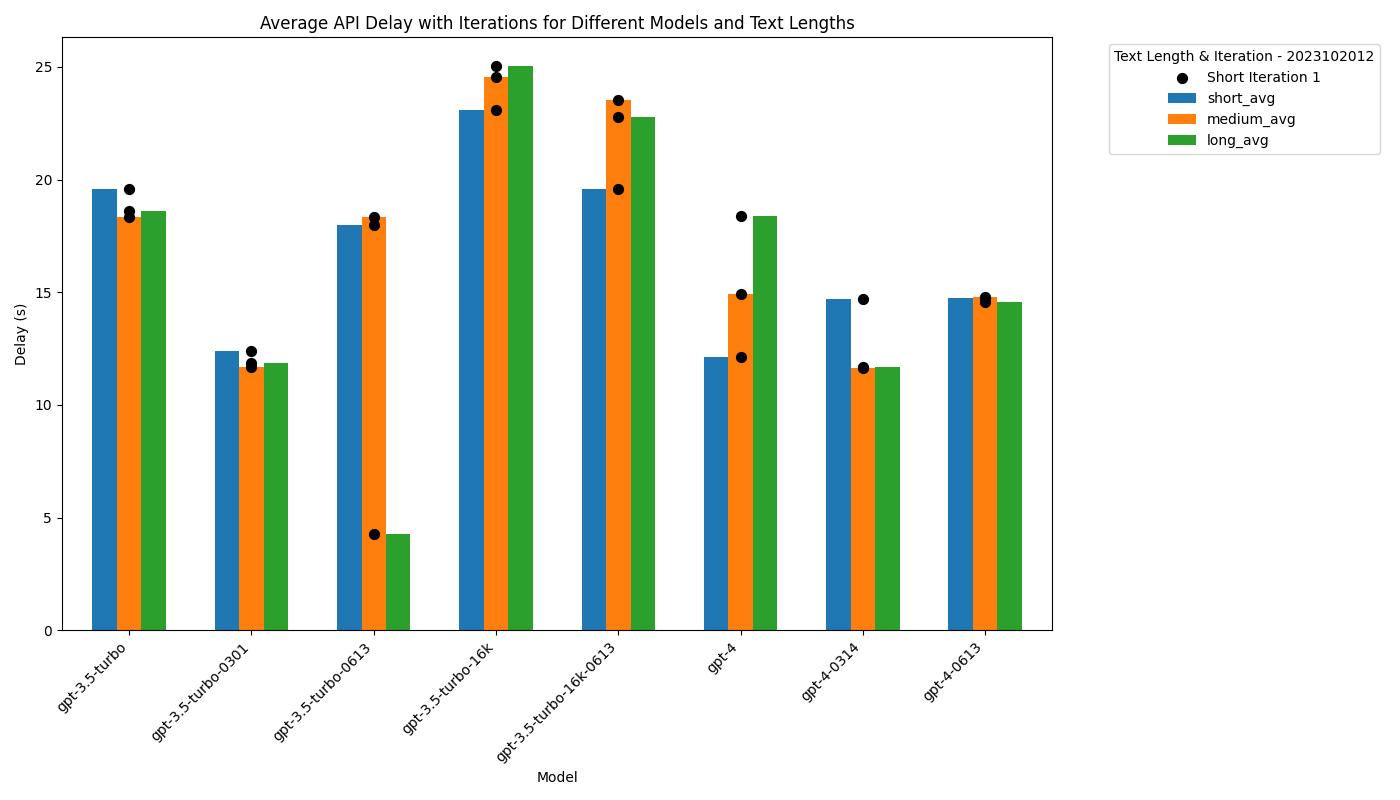 Average API Delay with Iterations for Different Models and Text Lengths
Text Length & Iteration - 2023102012
Short Iteration 1
short_avg
medium_avg
long_avg
Delay (s)
25
20
15
10
5
0
gpt-3.5-turbo
gpt-3.5-turbo-0301
gpt-3.5-turbo-0613
gpt-3.5-turbo-16k
gpt-3.5-turbo-16k-0613
gpt-4
gpt-4-0314
gpt-4-0613
Model